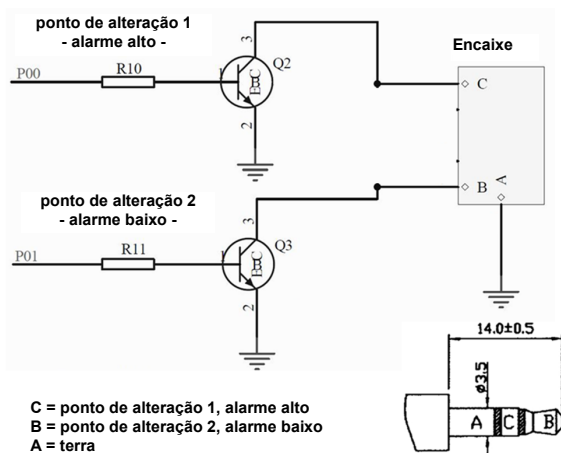 ponto de alteração 1
- alarme alto -
P00
R10
1
3
2
E B C
Q2
Encaixe
C
B
A
ponto de alteração 2
- alarme baixo -
P01
R11
1
3
2
E B C
Q3
14.0±0.5
ø3.5
A
C
B
C = ponto de alteração 1, alarme alto
B = ponto de alteração 2, alarme baixo
A = terra